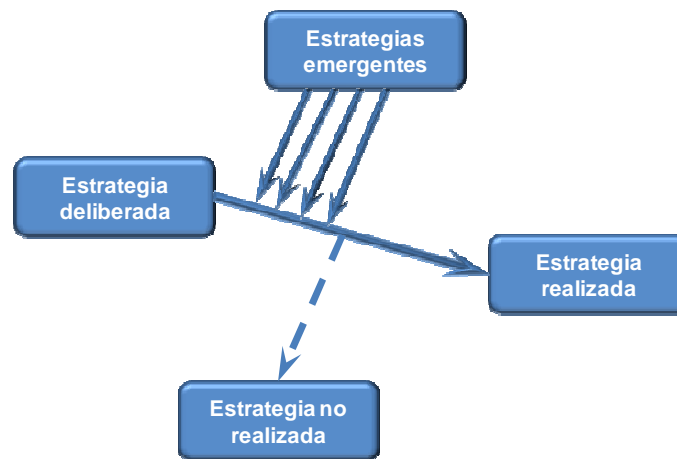 Estrategias
emergentes
Estrategia
deliberada
Estrategia
realizada
Estrategia no
realizada